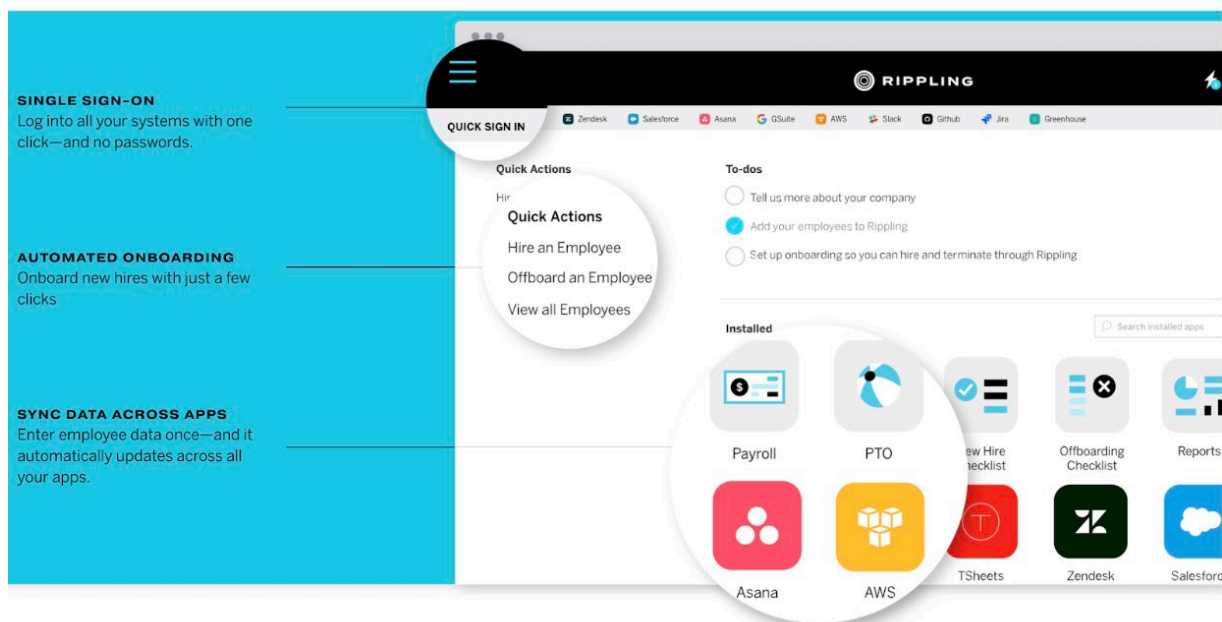 SINGLE SIGN-ON
Log into all your systems with one
click—and no passwords.
AUTOMATED ONBOARDING
Onboard new hires with just a few
clicks
SYNC DATA ACROSS APPS
Enter employee data once—and it
automatically updates across all
your apps.
RIPPLING
QUICK SIGN IN
Zendesk Salesforce Asana GSuite AWS Slack Github Jira Greenhouse
Quick Actions
Quick Actions
Hire an Employee
Offboard an Employee
View all Employees
To-dos
Tell us more about your company
Add your employees to Rippling
Set up onboarding so you can hire and terminate through Rippling
Installed
Search installed apps
Payroll
PTO
Checklist
Offboarding
Checklist
Reports
Asana
AWS
TSheets
Zendesk